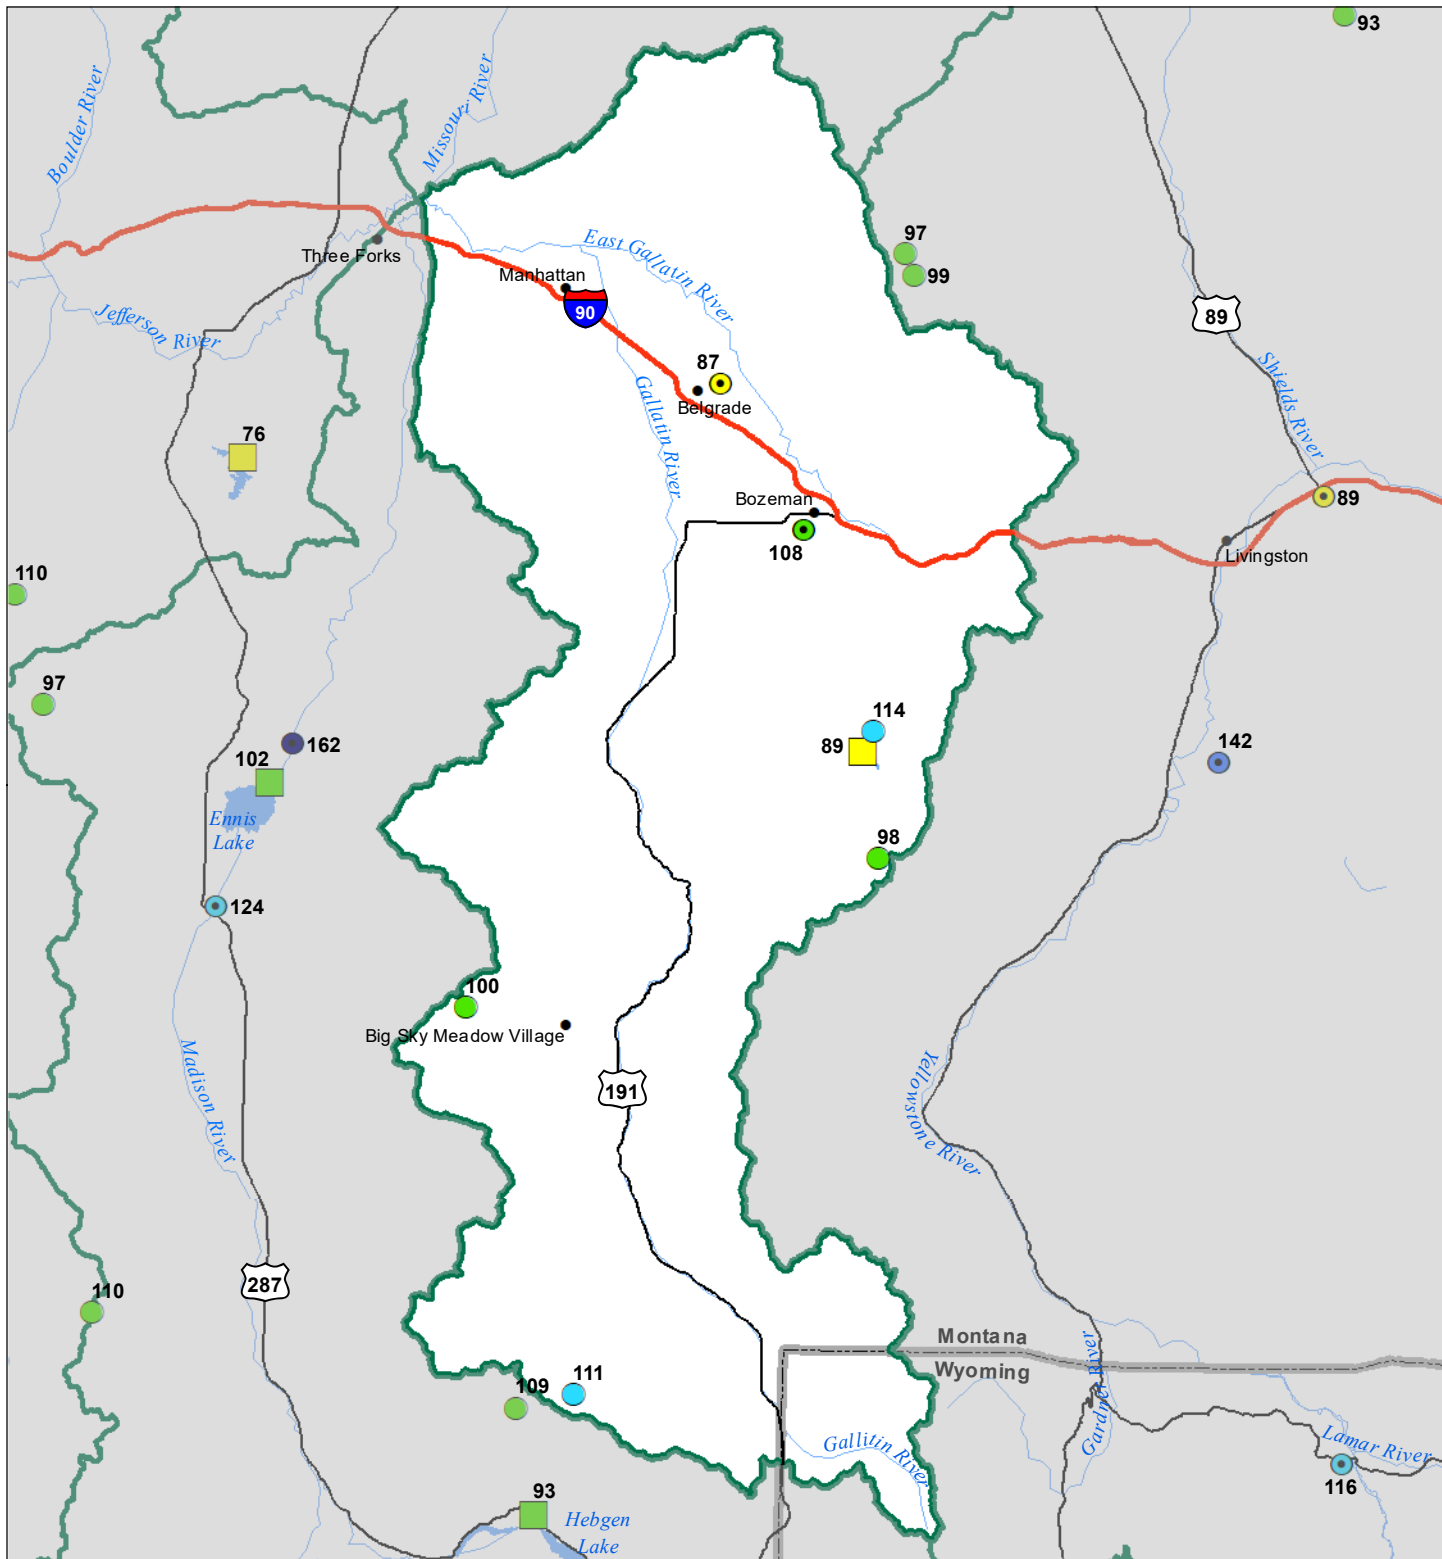 93
Boulder River
Missouri River
97
99
East Gallatin River
Three Forks
Manhattan
90
89
Jefferson River
Shields River
87
Belgrade
Gallatin River
76
Bozeman
89
108
Livingston
110
97
114
89
162
142
102
Ennis
Lake
98
124
100
Big Sky Meadow Village
Madison River
Yellowstone River
191
287
110
Montana
Wyoming
Gardner River
109
111
Gallitin River
Lamar River
116
93
Hebgen
Lake